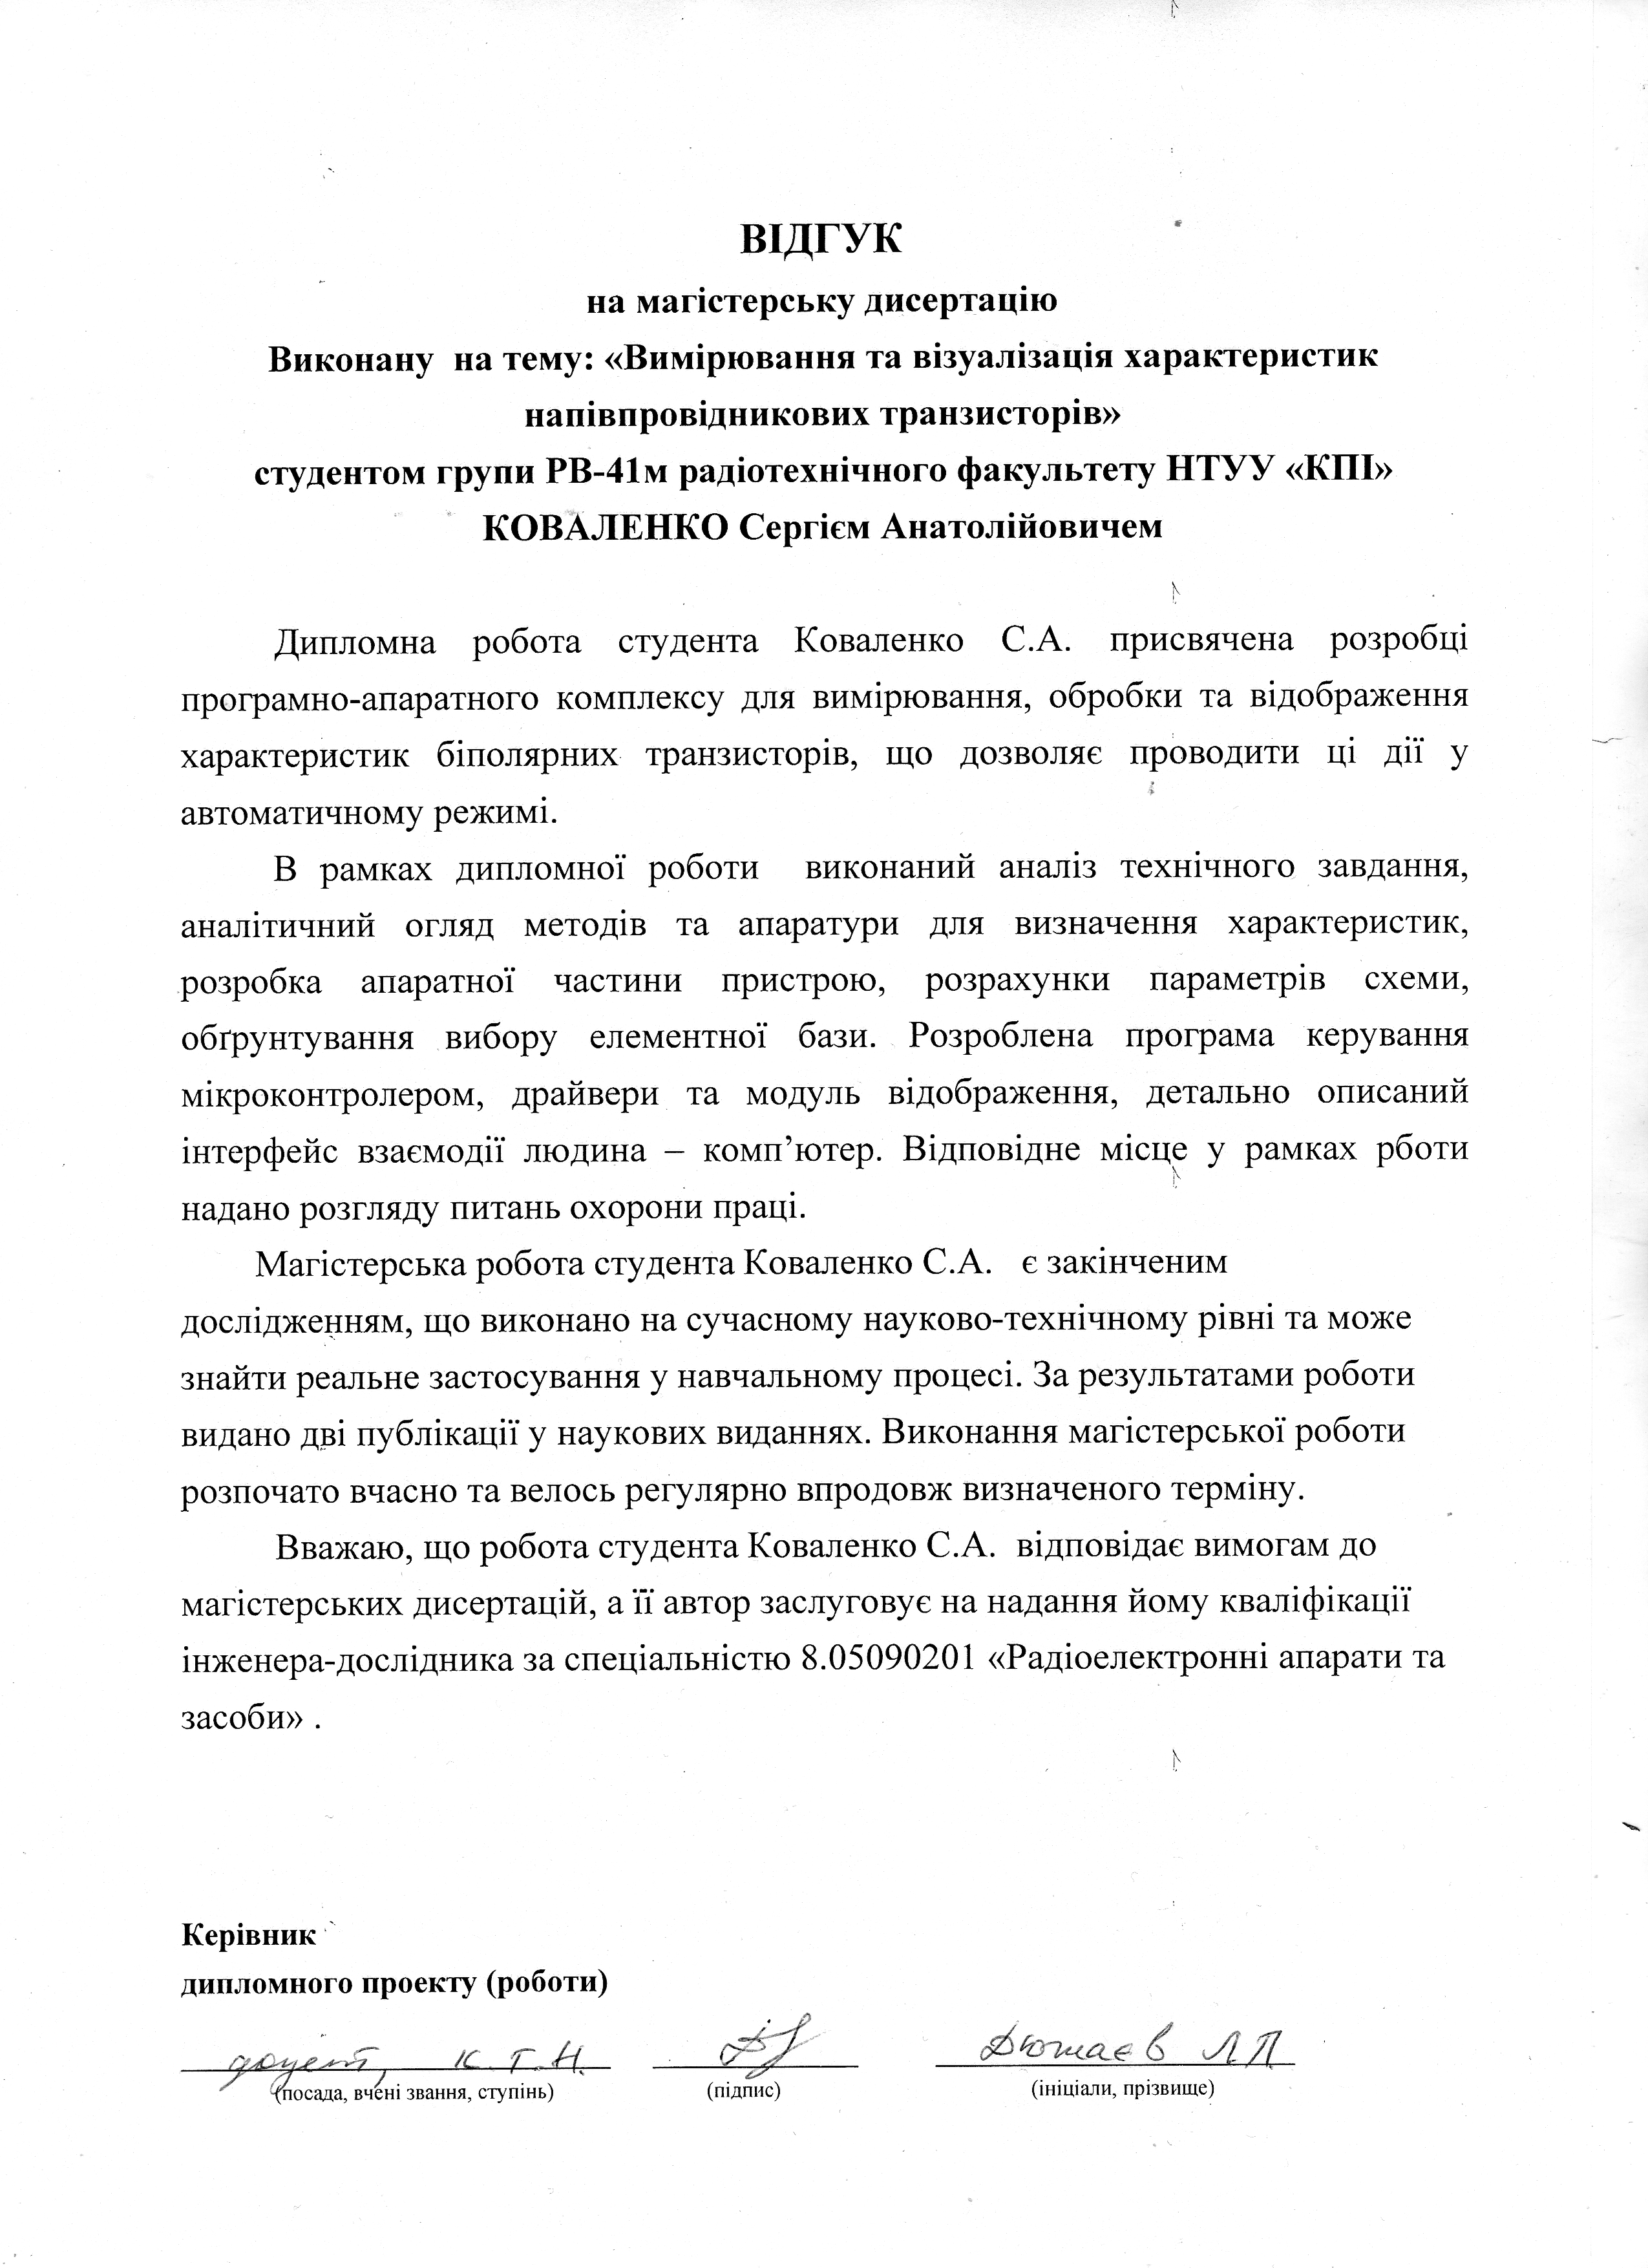 ВІДГУК
на магістерську дисертацію
Виконану на тему: «Вимірювання та візуалізація характеристик
напівпровідникових транзисторів»
студентом групи РВ-41м радіотехнічного факультету НТУУ «КПІ»
КОВАЛЕНКО Сергієм Анатолійовичем
Дипломна робота студента Коваленко С.А. присвячена розробці
програмно-апаратного комплексу для вимірювання, обробки та відображення
характеристик біполярних транзисторів, що дозволяє проводити ці дії у
автоматичному режимі.
В рамках дипломної роботи виконаний аналіз технічного завдання,
аналітичний огляд методів та апаратури для визначення характеристик,
розробка апаратної частини пристрою, розрахунки параметрів схеми,
обґрунтування вибору елементної бази. Розроблена програма керування
мікроконтролером, драйвери та модуль відображення, детально описаний
інтерфейс взаємодії людина – комп’ютер. Відповідне місце у рамках рботи
надано розгляду питань охорони праці.
Магістерська робота студента Коваленко С.А. є закінченим
дослідженням, що виконано на сучасному науково-технічному рівні та може
знайти реальне застосування у навчальному процесі. За результатами роботи
видано дві публікації у наукових виданнях. Виконання магістерської роботи
розпочато вчасно та велось регулярно впродовж визначеного терміну.
Вважаю, що робота студента Коваленко С.А. відповідає вимогам до
магістерських дисертацій, а її автор заслуговує на надання йому кваліфікації
інженера-дослідника за спеціальністю 8.05090201 «Радіоелектронні апарати та
засоби» .
Керівник
дипломного проекту (роботи)
доцент, к.т.н. Дюжаєв Л П
(посада, вчені звання, ступінь) (підпис) (ініціали, прізвище)